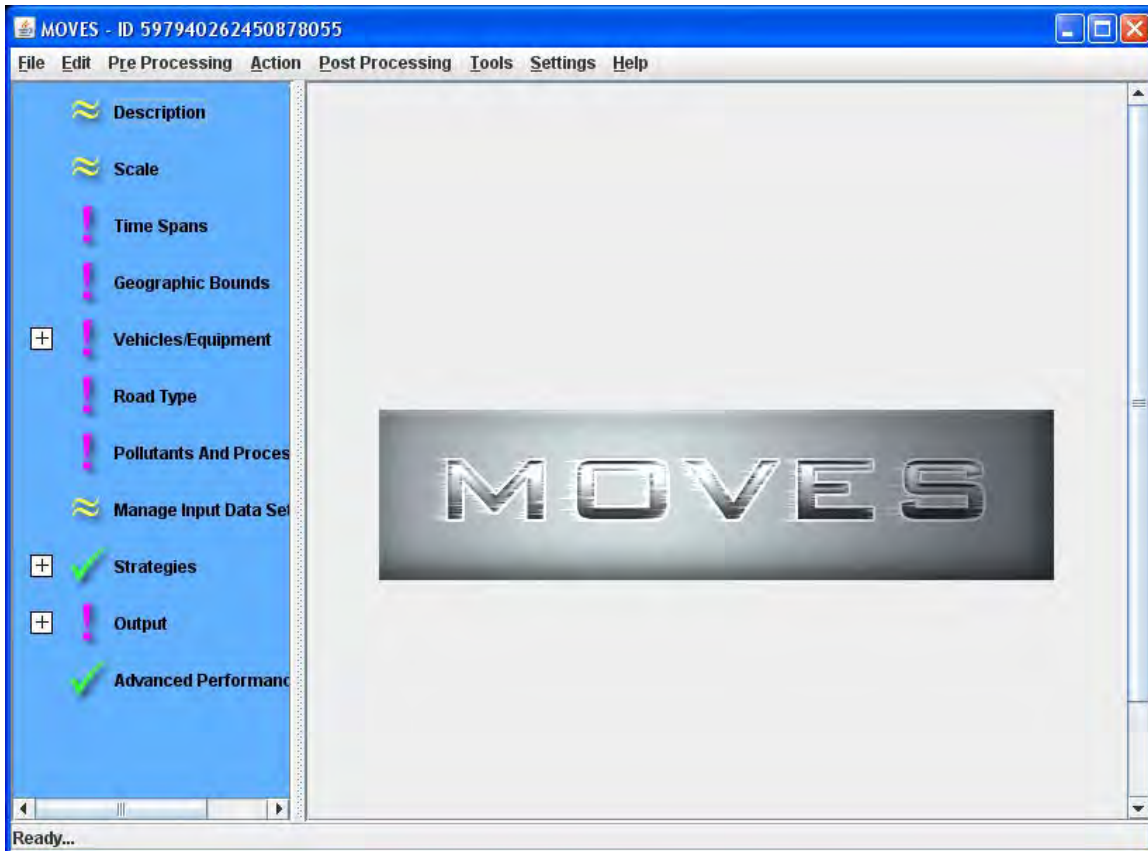 MOVES - ID 597940262450878055
File Edit Pre Processing Action Post Processing Tools Settings Help
Description
Scale
Time Spans
Geographic Bounds
Vehicles/Equipment
Road Type
Pollutants And Proces
Manage Input Data Set
Strategies
Output
Advanced Performanc
MOVES
Ready...